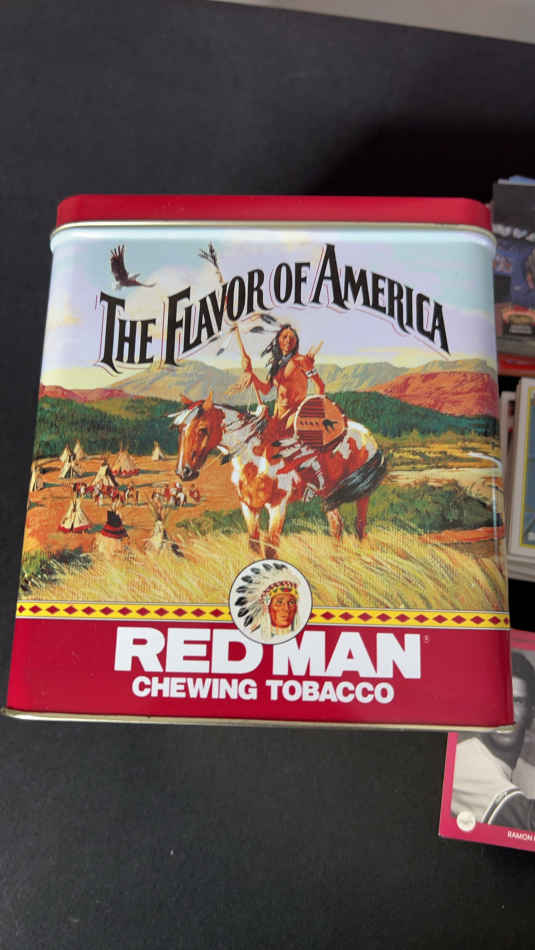 THE FLAVOR OF AMERICA
RED MAN®
CHEWING TOBACCO
RAMON